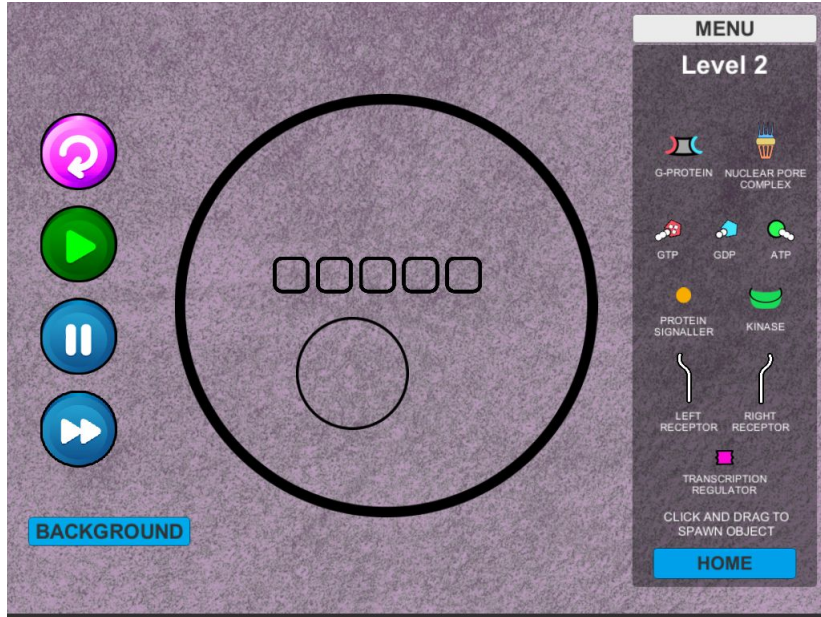 MENU
Level 2
G-PROTEIN
NUCLEAR PORE
COMPLEX
GTP
GDP
ATP
PROTEIN
SIGNALLER
KINASE
LEFT
RECEPTOR
RIGHT
RECEPTOR
TRANSCRIPTION
REGULATOR
CLICK AND DRAG TO
SPAWN OBJECT
BACKGROUND
HOME